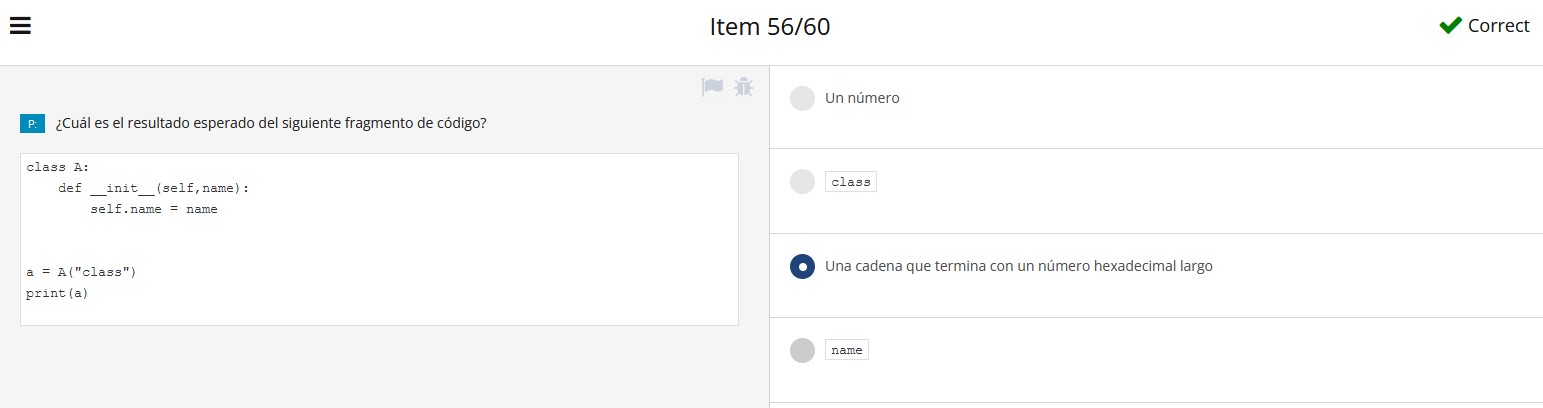 Item 56/60
Correct
P: ¿Cuál es el resultado esperado del siguiente fragmento de código?
class A:
    def __init__(self,name):
        self.name = name
a = A("class")
print(a)
Un número
class
Una cadena que termina con un número hexadecimal largo
name